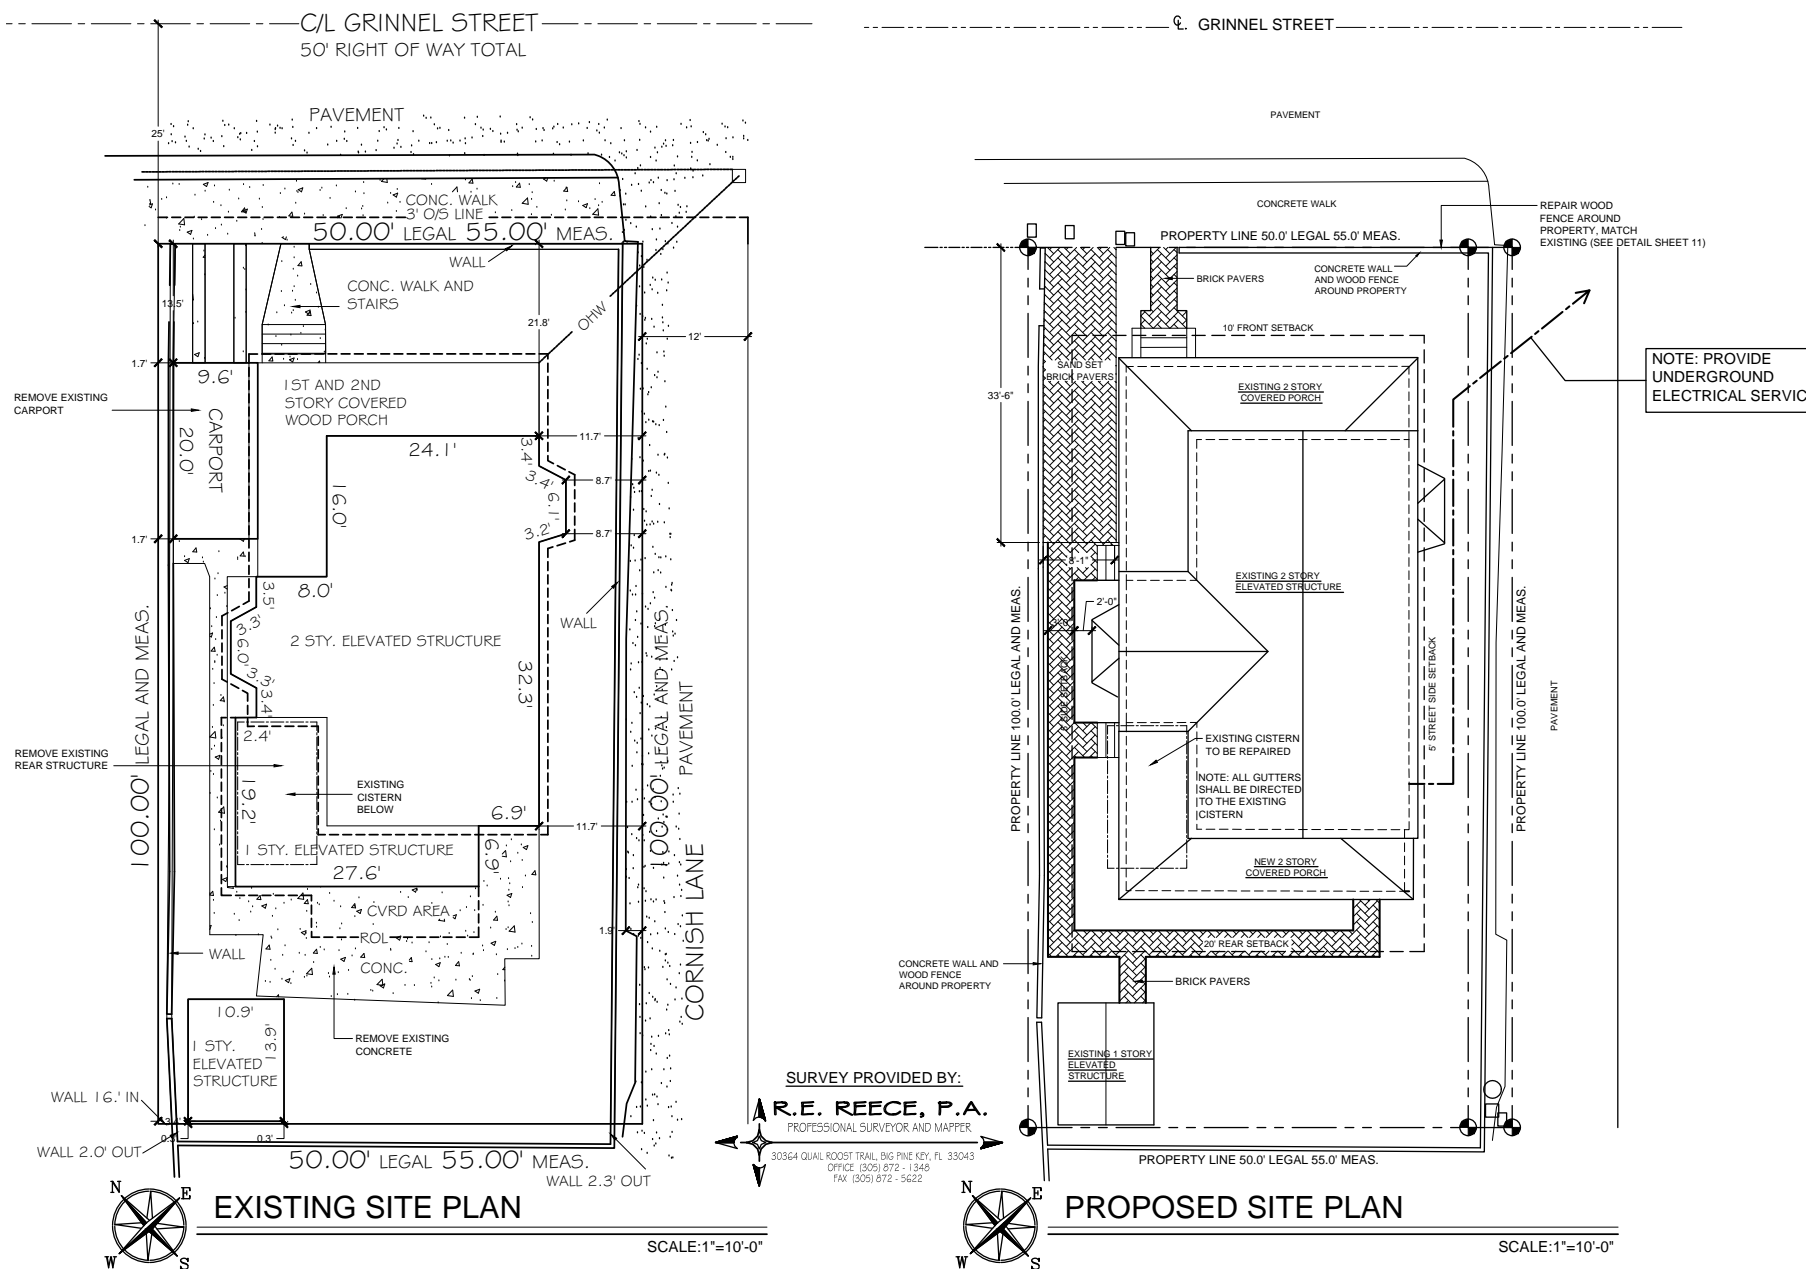 C/L GRINNEL STREET
50' RIGHT OF WAY TOTAL
PAVEMENT
25'
CONC. WALK
3' O/S LINE
50.00' LEGAL 55.00' MEAS.
WALL
CONC. WALK AND
STAIRS
13.5'
21.8'
OHW
12'
1.7'
9.6'
REMOVE EXISTING
CARPORT
1ST AND 2ND
STORY COVERED
WOOD PORCH
CARPORT
20.0'
24.1'
11.7'
3.4'
3.4'
8.7'
6.1'
16.0'
3.2'
8.7'
1.7'
8.0'
3.5'
3.3'
6.0'
3.3'
3.4'
2 STY. ELEVATED STRUCTURE
WALL
32.3'
100.00' LEGAL AND MEAS.
100.00' LEGAL AND MEAS.
PAVEMENT
CORNISH LANE
2.4'
REMOVE EXISTING
REAR STRUCTURE
EXISTING
CISTERN
BELOW
19.2'
6.9'
11.7'
1 STY. ELEVATED STRUCTURE
6.9'
27.6'
CVRD AREA
1.9'
ROL
WALL
CONC.
10.9'
13.9'
1 STY.
ELEVATED
STRUCTURE
REMOVE EXISTING
CONCRETE
WALL 16.' IN
0.3'
WALL 2.0' OUT
50.00' LEGAL 55.00' MEAS.
WALL 2.3' OUT
N
E
W
S
EXISTING SITE PLAN
SCALE:1"=10'-0"
SURVEY PROVIDED BY:
R.E. REECE, P.A.
PROFESSIONAL SURVEYOR AND MAPPER
30364 QUAIL ROOST TRAIL, BIG PINE KEY, FL 33043
OFFICE (305) 872 - 1348
FAX (305) 872 - 5622
℄ GRINNEL STREET
PAVEMENT
CONCRETE WALK
REPAIR WOOD
FENCE AROUND
PROPERTY, MATCH
EXISTING (SEE DETAIL SHEET 11)
PROPERTY LINE 50.0' LEGAL 55.0' MEAS.
BRICK PAVERS
CONCRETE WALL
AND WOOD FENCE
AROUND PROPERTY
10' FRONT SETBACK
NOTE: PROVIDE
UNDERGROUND
ELECTRICAL SERVIC
SAND SET
BRICK PAVERS
EXISTING 2 STORY
COVERED PORCH
33'-6"
8'-1"
EXISTING 2 STORY
ELEVATED STRUCTURE
2'-0"
PROPERTY LINE 100.0' LEGAL AND MEAS.
5' STREET SIDE SETBACK
PROPERTY LINE 100.0' LEGAL AND MEAS.
PAVEMENT
EXISTING CISTERN
TO BE REPAIRED
NOTE: ALL GUTTERS
SHALL BE DIRECTED
TO THE EXISTING
CISTERN
NEW 2 STORY
COVERED PORCH
20' REAR SETBACK
CONCRETE WALL AND
WOOD FENCE
AROUND PROPERTY
BRICK PAVERS
EXISTING 1 STORY
ELEVATED
STRUCTURE
PROPERTY LINE 50.0' LEGAL 55.0' MEAS.
N
E
W
S
PROPOSED SITE PLAN
SCALE:1"=10'-0"